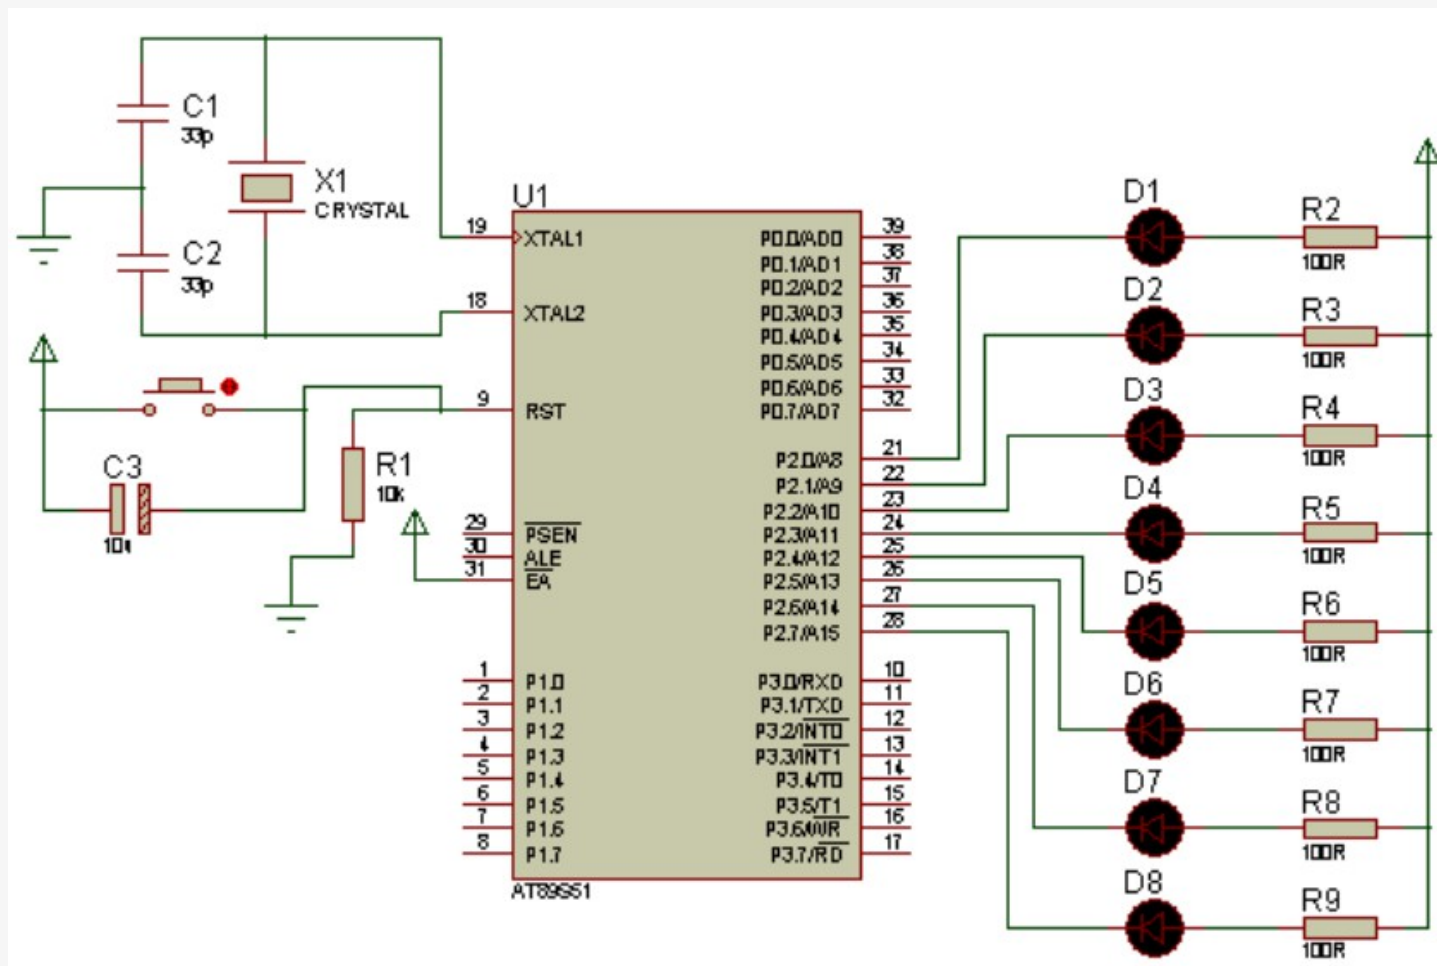 C1
33p
X1
CRYSTAL
C2
33p
C3
R1
10k
U1
19
XTAL1
18
XTAL2
9
RST
29
PSEN
30
ALE
31
EA
1
P1.0
2
P1.1
3
P1.2
4
P1.3
5
P1.4
6
P1.5
7
P1.6
8
P1.7
P0.0/AD0
39
P0.1/AD1
38
P0.2/AD2
37
P0.3/AD3
36
P0.4/AD4
35
P0.5/AD5
34
P0.6/AD6
33
P0.7/AD7
32
P2.0/A8
21
P2.1/A9
22
P2.2/A10
23
P2.3/A11
24
P2.4/A12
25
P2.5/A13
26
P2.6/A14
27
P2.7/A15
28
P3.0/RXD
10
P3.1/TXD
11
P3.2/INT0
12
P3.3/INT1
13
P3.4/T0
14
P3.5/T1
15
P3.6/WR
16
P3.7/RD
17
AT89S51
D1
R2
100R
D2
R3
100R
D3
R4
100R
D4
R5
100R
D5
R6
100R
D6
R7
100R
D7
R8
100R
D8
R9
100R